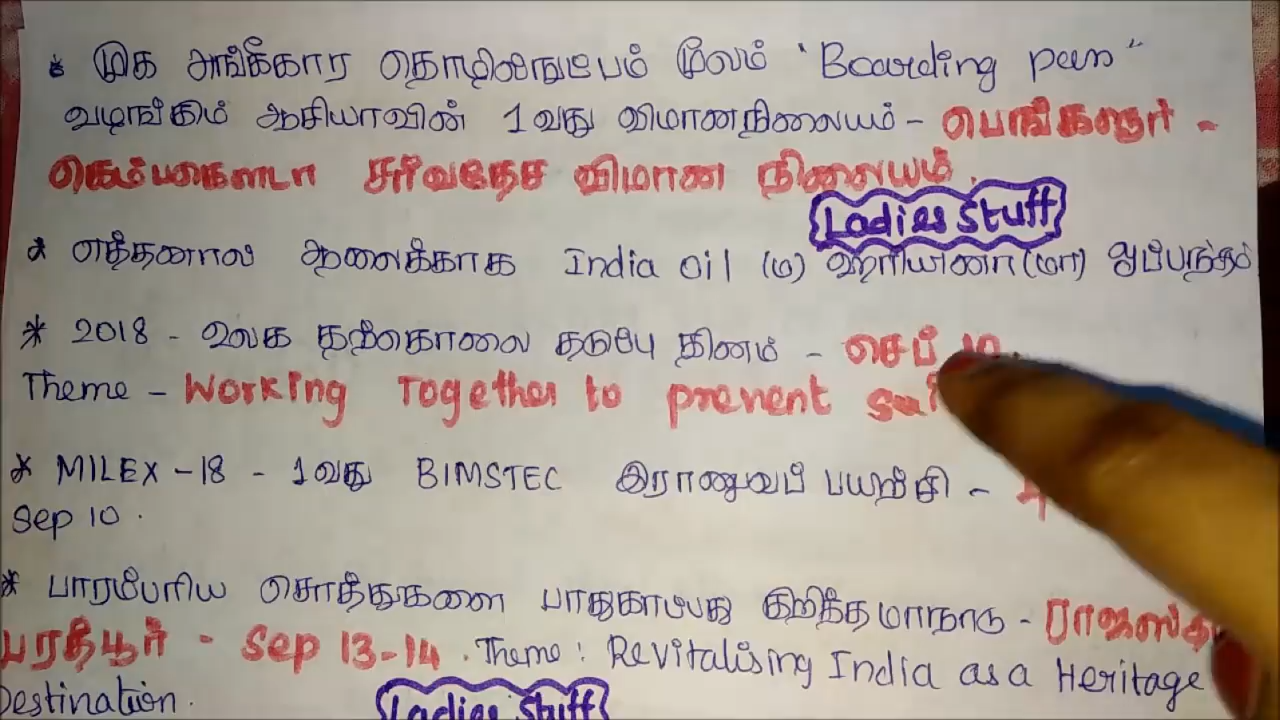 * முக அங்கீகார தொழில்நுட்பம் மூலம் "Boarding pass"
வழங்கும் ஆசியாவின் 1வது விமானநிலையம் - பெங்களூர் -
கெம்பகௌடா சர்வதேச விமான நிலையம்.
Ladies Stuff
* எத்தனால் ஆலைக்காக India oil (ம) ஹரியானா (மா) ஒப்பந்தம்
* 2018 - உலக தற்கொலை தடுப்பு தினம் - செப் 10.
Theme - Working Together to prevent
* MILEX -18 - 1வது BIMSTEC இராணுவப் பயிற்சி -
Sep 10.
* பாரம்பரிய சொத்துகளை பாதுகாப்பது குறித்த மாநாடு -
பரத்பூர் - Sep 13-14. Theme: Revitalising India as a Heritage
Destination.
Ladies Stuff